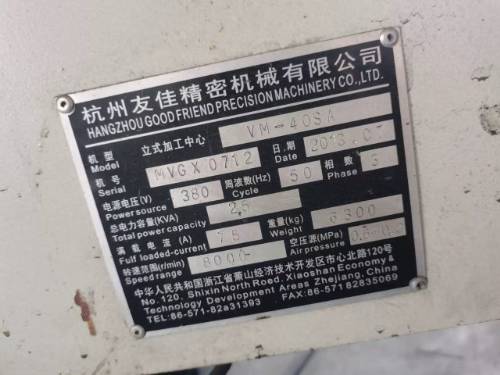 杭州友佳精密机械有限公司
HANGZHOU GOOD FRIEND PRECISION MACHINERY CO.,LTD.
机型 Model 立式加工中心 VM-40SA
机号 Serial MVGX0712 日期 Date 2013.07
电源电压(V) Power source 380 周波数(Hz) Cycle 50 相数 Phase 3
总电力容量(KVA) Total power capacity 25
满载电流(A) Full loaded-current 75 重量(kg) Weight 6300
转速范围(r/min) Speed range 8000 空压源(MPa) Air pressure
中华人民共和国浙江省萧山经济技术开发区市心北路120号
No.120, Shixin North Road, Xiaoshan Economy &
Technology Development Areas Zhejiang, China
TEL:86-571-82831393 FAX:86-571 82835069